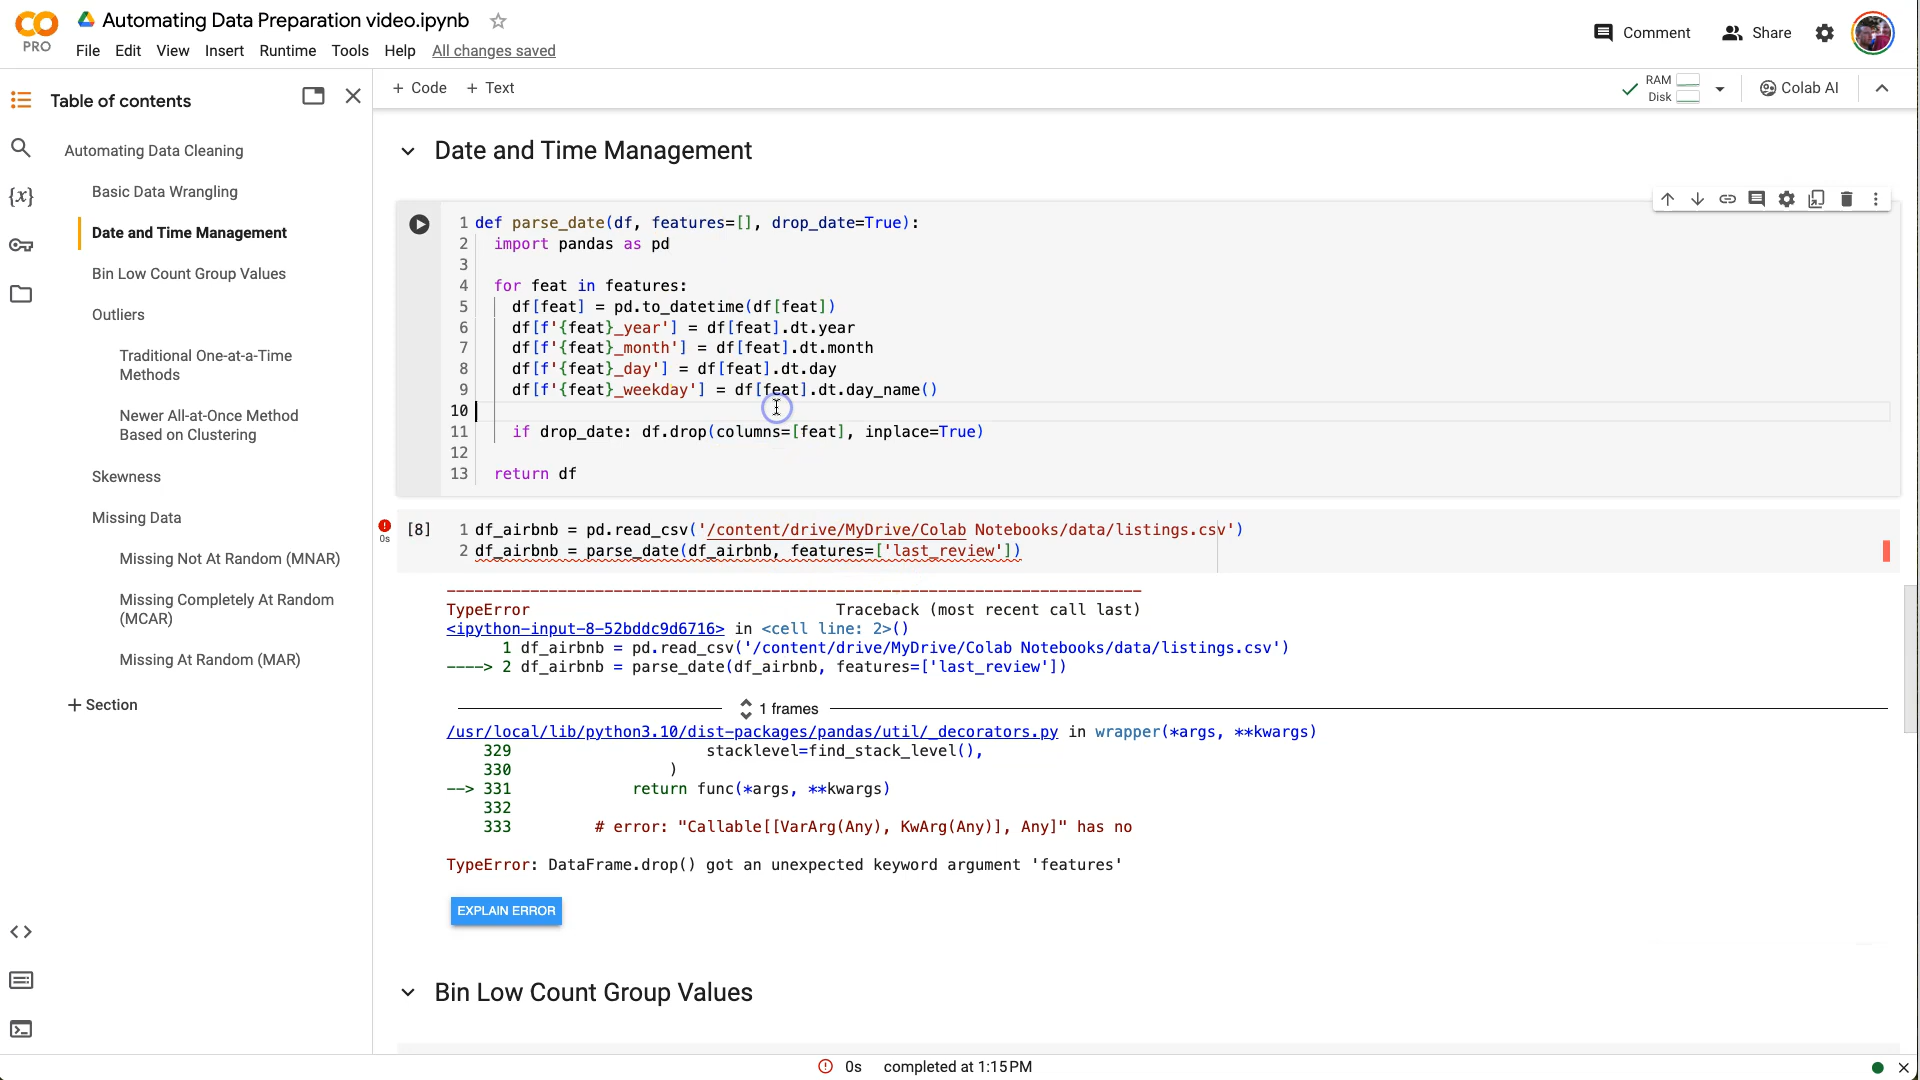 Automating Data Preparation video.ipynb
PRO
File Edit View Insert Runtime Tools Help All changes saved
Comment Share
Table of contents
+ Code + Text
RAM
Disk
Colab AI
Automating Data Cleaning
Basic Data Wrangling
Date and Time Management
Bin Low Count Group Values
Outliers
Traditional One-at-a-Time
Methods
Newer All-at-Once Method
Based on Clustering
Skewness
Missing Data
Missing Not At Random (MNAR)
Missing Completely At Random
(MCAR)
Missing At Random (MAR)
+ Section
{x}
Date and Time Management
1 def parse_date(df, features=[], drop_date=True):
2   import pandas as pd
3
4   for feat in features:
5     df[feat] = pd.to_datetime(df[feat])
6     df[f'{feat}_year'] = df[feat].dt.year
7     df[f'{feat}_month'] = df[feat].dt.month
8     df[f'{feat}_day'] = df[feat].dt.day
9     df[f'{feat}_weekday'] = df[feat].dt.day_name()
10
11     if drop_date: df.drop(columns=[feat], inplace=True)
12
13   return df
0s
[8] 1 df_airbnb = pd.read_csv('/content/drive/MyDrive/Colab Notebooks/data/listings.csv')
2 df_airbnb = parse_date(df_airbnb, features=['last_review'])
---------------------------------------------------------------------------
TypeError                                 Traceback (most recent call last)
<ipython-input-8-52bddc9d6716> in <cell line: 2>()
      1 df_airbnb = pd.read_csv('/content/drive/MyDrive/Colab Notebooks/data/listings.csv')
----> 2 df_airbnb = parse_date(df_airbnb, features=['last_review'])
1 frames
/usr/local/lib/python3.10/dist-packages/pandas/util/_decorators.py in wrapper(*args, **kwargs)
    329                     stacklevel=find_stack_level(),
    330                 )
--> 331             return func(*args, **kwargs)
    332
    333         # error: "Callable[[VarArg(Any), KwArg(Any)], Any]" has no
TypeError: DataFrame.drop() got an unexpected keyword argument 'features'
EXPLAIN ERROR
Bin Low Count Group Values
0s completed at 1:15 PM